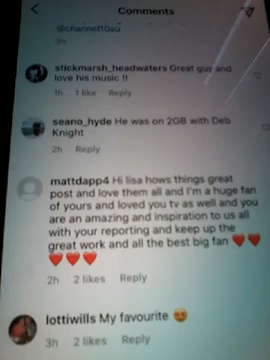 Comments
@channel10au
3h
stickmarsh_headwaters Great guy and
love his music !!
1h 1 like Reply
seano_hyde He was on 2GB with Deb
Knight
2h Reply
mattdapp4 Hi lisa hows things great
post and love them all and I'm a huge fan
of yours and loved you tv as well and you
are an amazing and inspiration to us all
with your reporting and keep up the
great work and all the best big fan ❤️❤️
❤️❤️❤️
2h 2 likes Reply
lottiwills My favourite 😍
3h 2 likes Reply